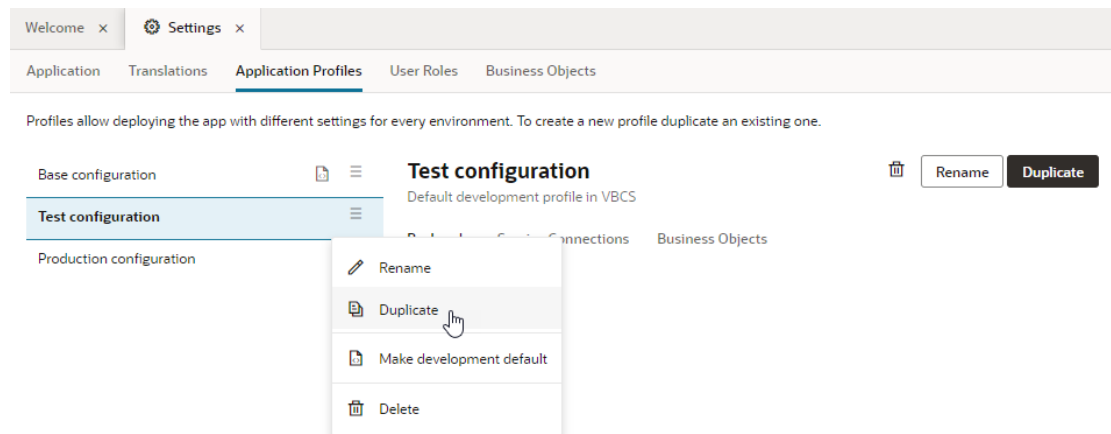 Welcome ×
Settings ×
Application Translations Application Profiles User Roles Business Objects
Profiles allow deploying the app with different settings for every environment. To create a new profile duplicate an existing one.
Base configuration
Test configuration
Production configuration
Test configuration
Rename
Duplicate
Default development profile in VBCS
Connections
Business Objects
Rename
Duplicate
Make development default
Delete